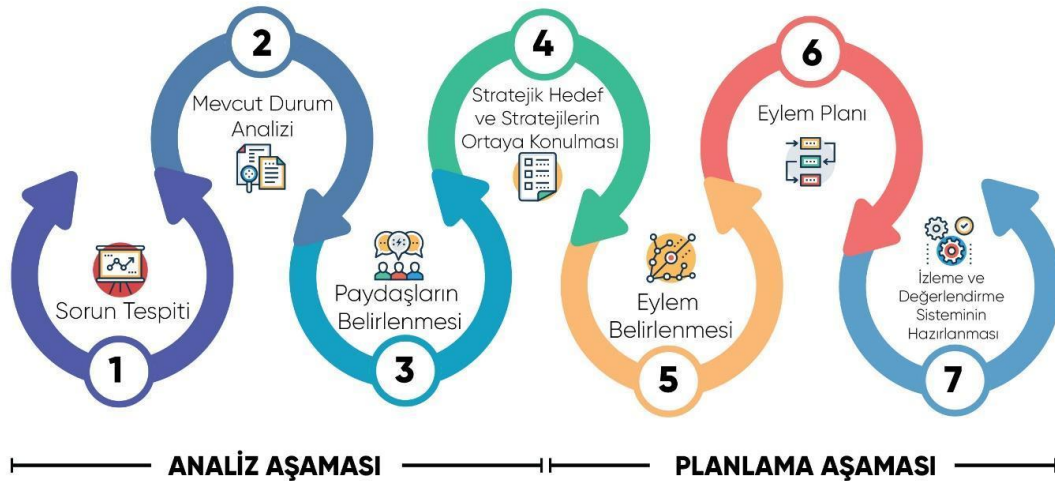 1
Sorun Tespiti
2
Mevcut Durum
Analizi
3
Paydaşların
Belirlenmesi
4
Stratejik Hedef
ve Stratejilerin
Ortaya Konulması
5
Eylem
Belirlenmesi
6
Eylem Planı
7
İzleme ve
Değerlendirme
Sisteminin
Hazırlanması
ANALİZ AŞAMASI
PLANLAMA AŞAMASI